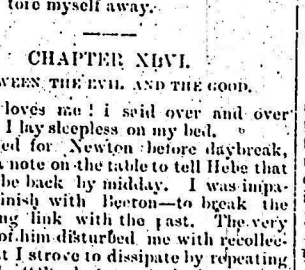 tore myself away.
CHAPTER XLVI.
WEEN THE EVIL AND THE GOOD.
loves me! I said over and over
I lay sleepless on my bed.
ed for Newton before daybreak,
a note on the table to tell Hebe that
be back by midday. I was impa-
inish with Beeton—to break the
ng link with the past. The very
of him disturbed me with recollec-
t I strove to dissipate by repeating